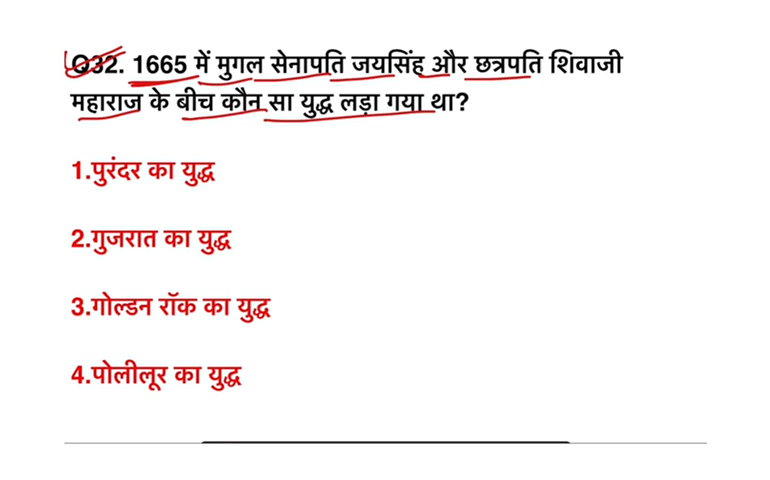 Q32. 1665 में मुगल सेनापति जयसिंह और छत्रपति शिवाजी
महाराज के बीच कौन सा युद्ध लड़ा गया था?
1.पुरंदर का युद्ध
2.गुजरात का युद्ध
3.गोल्डन रॉक का युद्ध
4.पोलीलूर का युद्ध